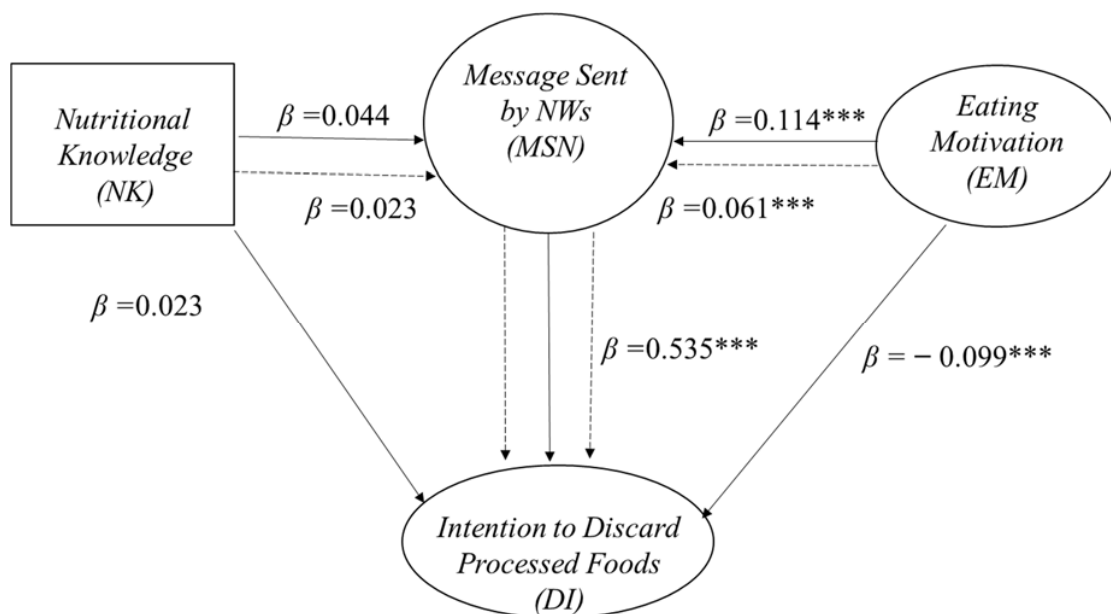 Nutritional
Knowledge
(NK)
β =0.044
β =0.023
Message Sent
by NWs
(MSN)
β =0.114***
β =0.061***
Eating
Motivation
(EM)
β =0.023
β =0.535***
β = − 0.099***
Intention to Discard
Processed Foods
(DI)